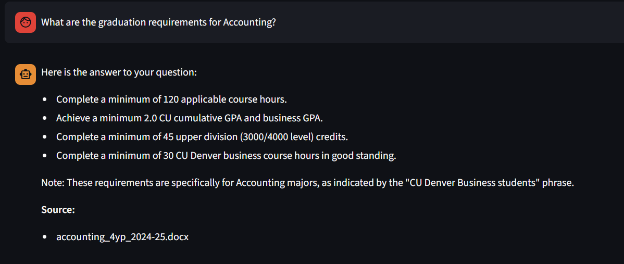 What are the graduation requirements for Accounting?
Here is the answer to your question:
• Complete a minimum of 120 applicable course hours.
• Achieve a minimum 2.0 CU cumulative GPA and business GPA.
• Complete a minimum of 45 upper division (3000/4000 level) credits.
• Complete a minimum of 30 CU Denver business course hours in good standing.
Note: These requirements are specifically for Accounting majors, as indicated by the "CU Denver Business students" phrase.
Source:
• accounting_4yp_2024-25.docx